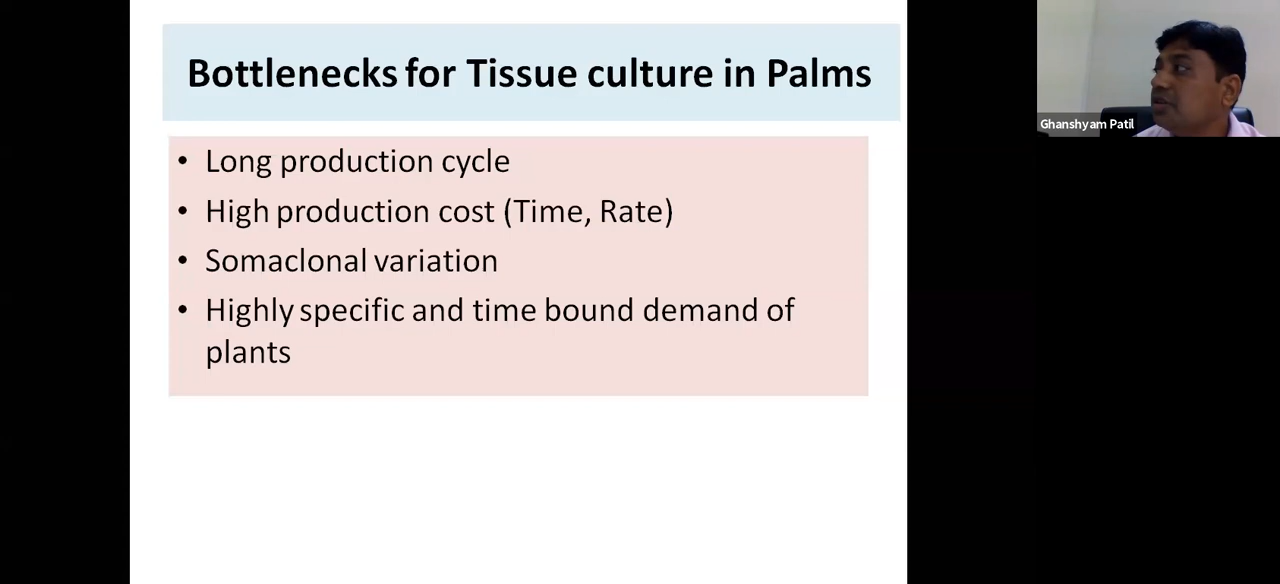 Bottlenecks for Tissue culture in Palms
• Long production cycle
• High production cost (Time, Rate)
• Somaclonal variation
• Highly specific and time bound demand of
plants
Ghanshyam Patil